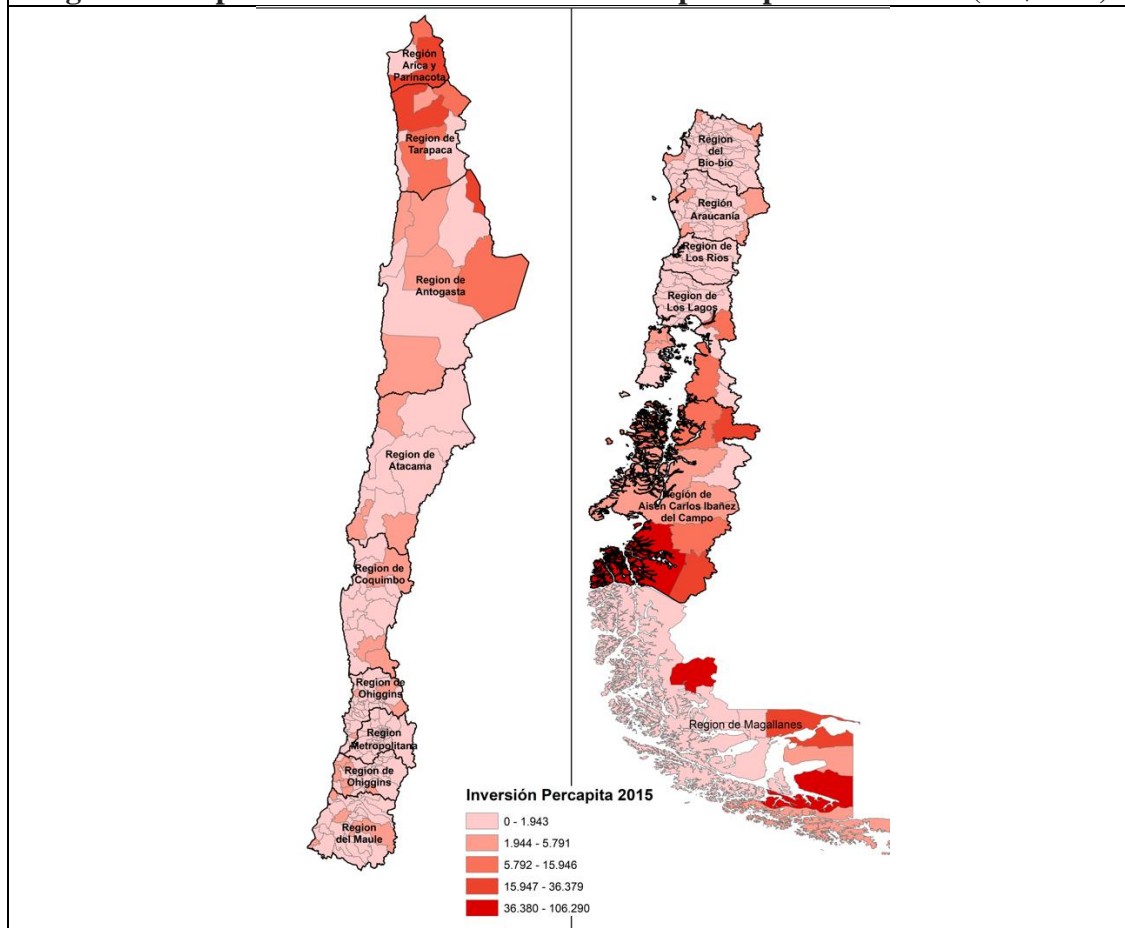 Región
Arica y
Parinacota
Region de
Tarapaca
Region de
Antogasta
Region de
Atacama
Region de
Coquimbo
Region de
Ohiggins
Region
Metropolitana
Region de
Ohiggins
Region
del Maule
Region
del
Bio-bio
Región
Araucanía
Region de
Los Rios
Region de
Los Lagos
Región de
Aisen Carlos Ibañez
del Campo
Region de Magallanes
Inversión Percapita 2015
0 - 1.943
1.944 - 5.791
5.792 - 15.946
15.947 - 36.379
36.380 - 106.290